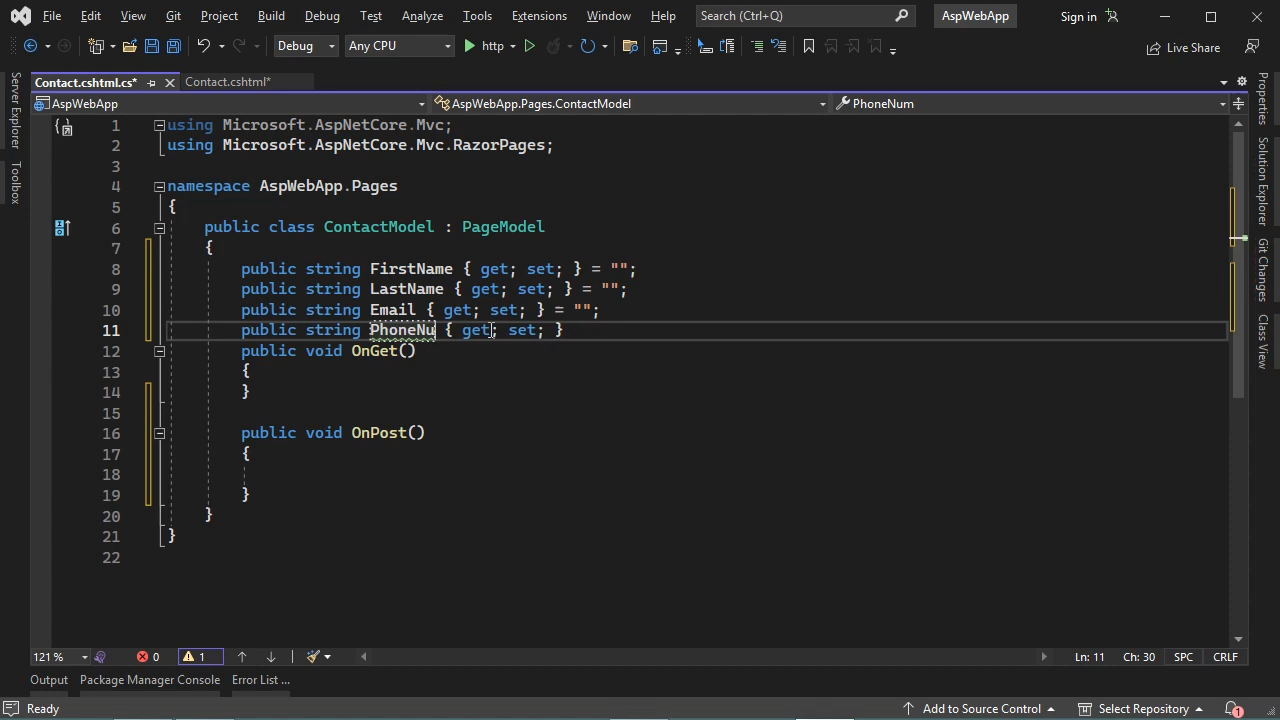 File Edit View Git Project Build Debug Test Analyze Tools Extensions Window Help Search (Ctrl+Q) AspWebApp Sign in
Debug Any CPU http Live Share
Contact.cshtml.cs* Contact.cshtml*
AspWebApp AspWebApp.Pages.ContactModel PhoneNum
Server Explorer
Toolbox
1 using Microsoft.AspNetCore.Mvc;
2 using Microsoft.AspNetCore.Mvc.RazorPages;
3
4 namespace AspWebApp.Pages
5 {
6 public class ContactModel : PageModel
7 {
8 public string FirstName { get; set; } = "";
9 public string LastName { get; set; } = "";
10 public string Email { get; set; } = "";
11 public string PhoneNu { get; set; }
12 public void OnGet()
13 {
14 }
15
16 public void OnPost()
17 {
18
19 }
20 }
21 }
22
Properties
Solution Explorer
Git Changes
Class View
121 % 0 1 Ln: 11 Ch: 30 SPC CRLF
Output Package Manager Console Error List ...
Ready Add to Source Control Select Repository 1